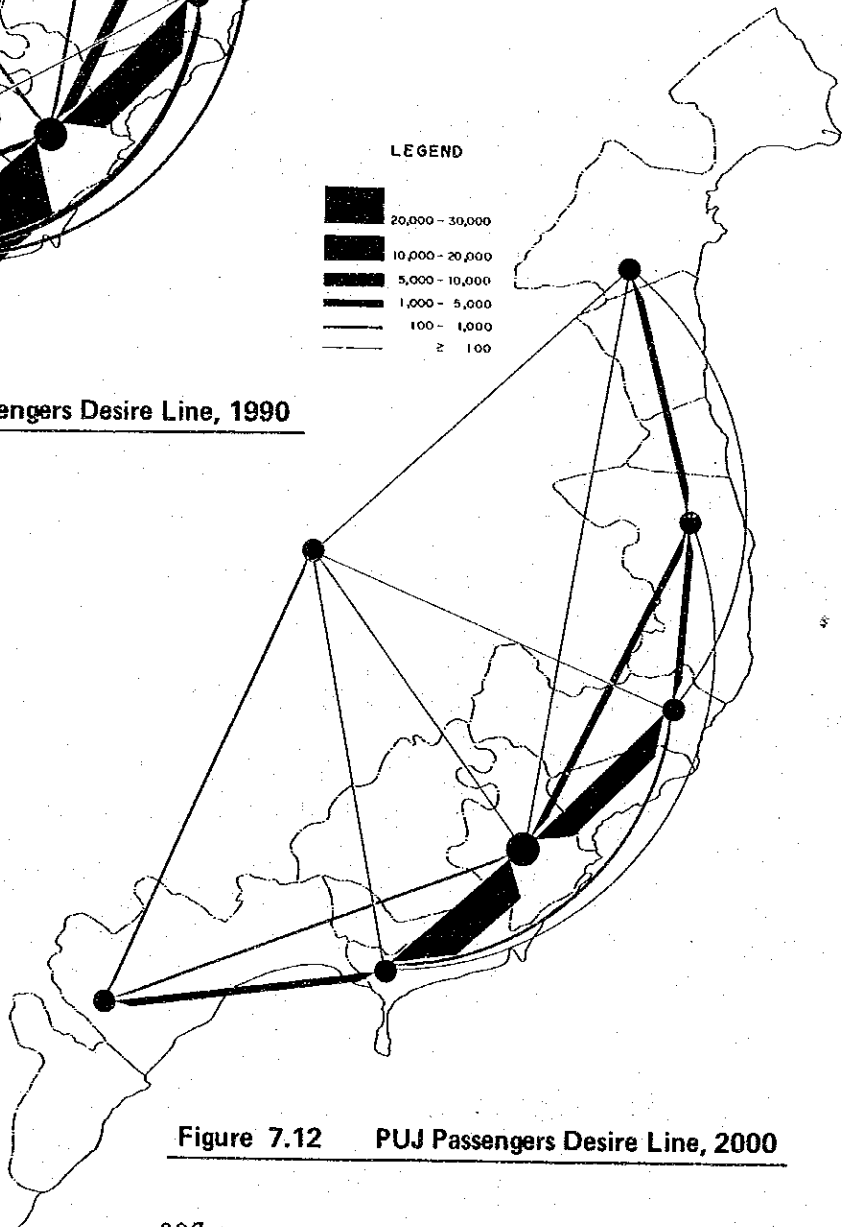 LEGEND
20,000 - 30,000
10,000 - 20,000
5,000 - 10,000
1,000 - 5,000
100 - 1,000
≥ 100
engers Desire Line, 1990
Figure 7.12 PUJ Passengers Desire Line, 2000